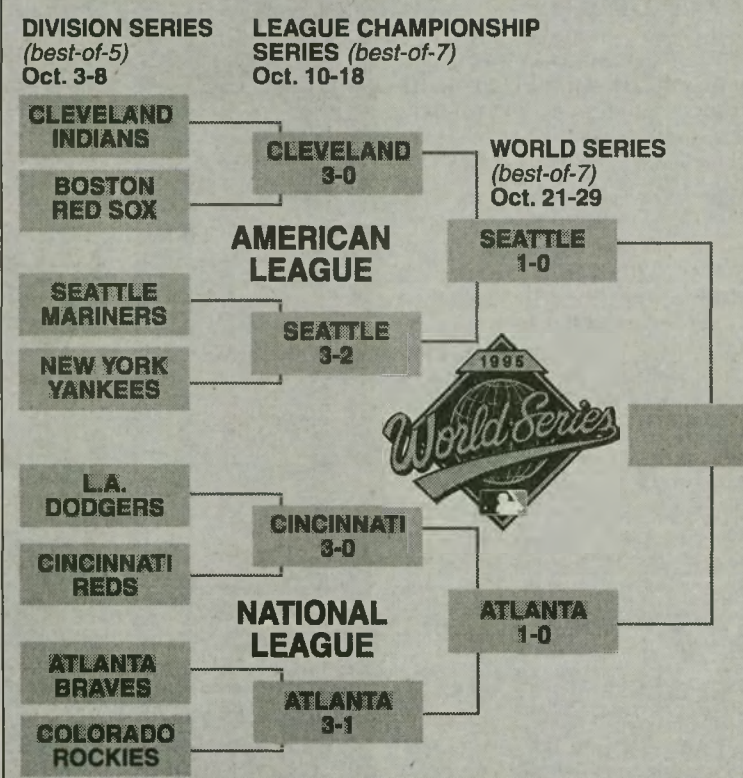 DIVISION SERIES
(best-of-5)
Oct. 3-8
LEAGUE CHAMPIONSHIP
SERIES (best-of-7)
Oct. 10-18
WORLD SERIES
(best-of-7)
Oct. 21-29
CLEVELAND
INDIANS
BOSTON
RED SOX
CLEVELAND
3-0
AMERICAN
LEAGUE
SEATTLE
MARINERS
NEW YORK
YANKEES
SEATTLE
3-2
SEATTLE
1-0
1995
World Series
L.A.
DODGERS
CINCINNATI
REDS
CINCINNATI
3-0
NATIONAL
LEAGUE
ATLANTA
BRAVES
COLORADO
ROCKIES
ATLANTA
3-1
ATLANTA
1-0